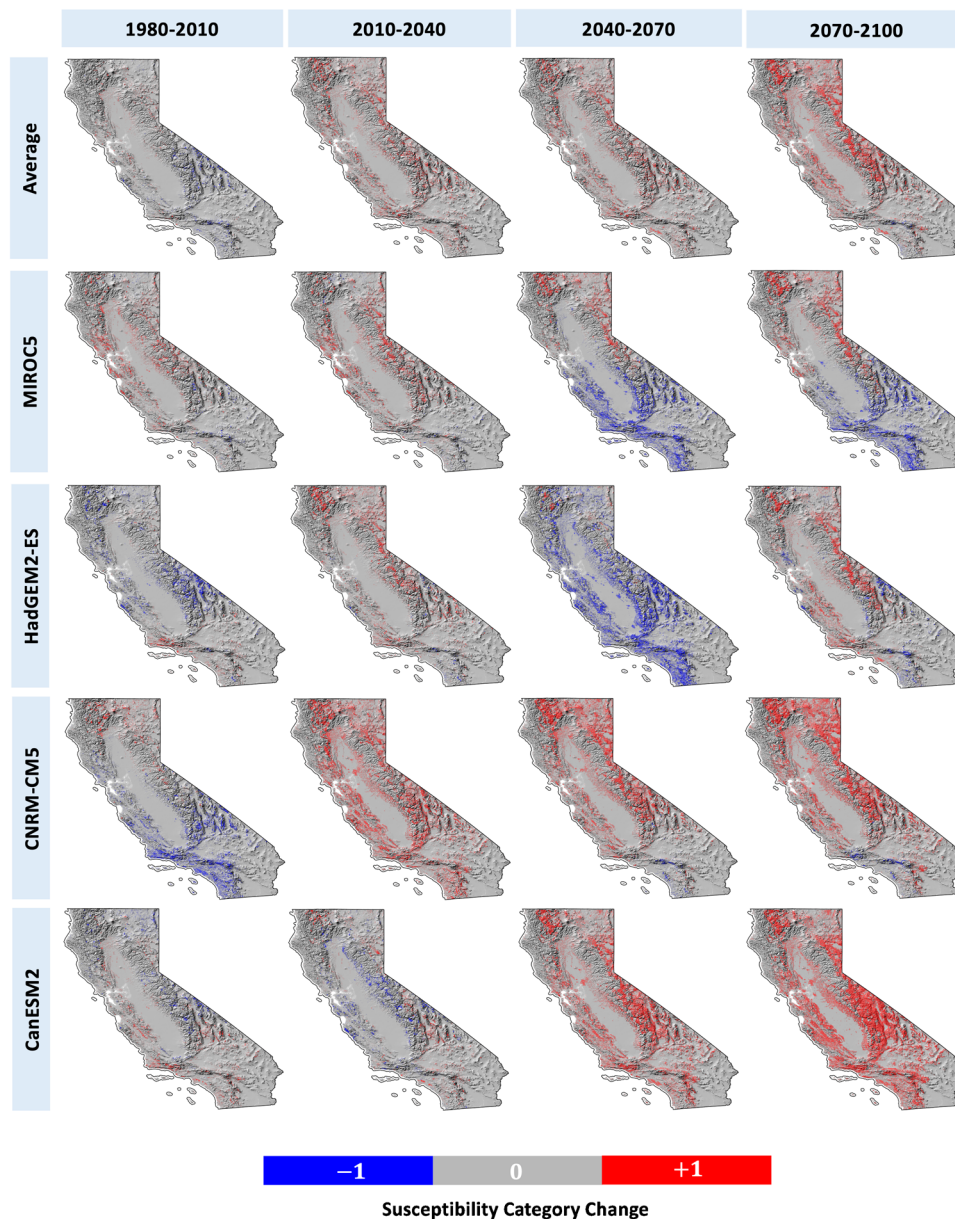 1980-2010 2010-2040 2040-2070 2070-2100
Average
MIROC5
HadGEM2-ES
CNRM-CM5
CanESM2
−1 0 +1
Susceptibility Category Change